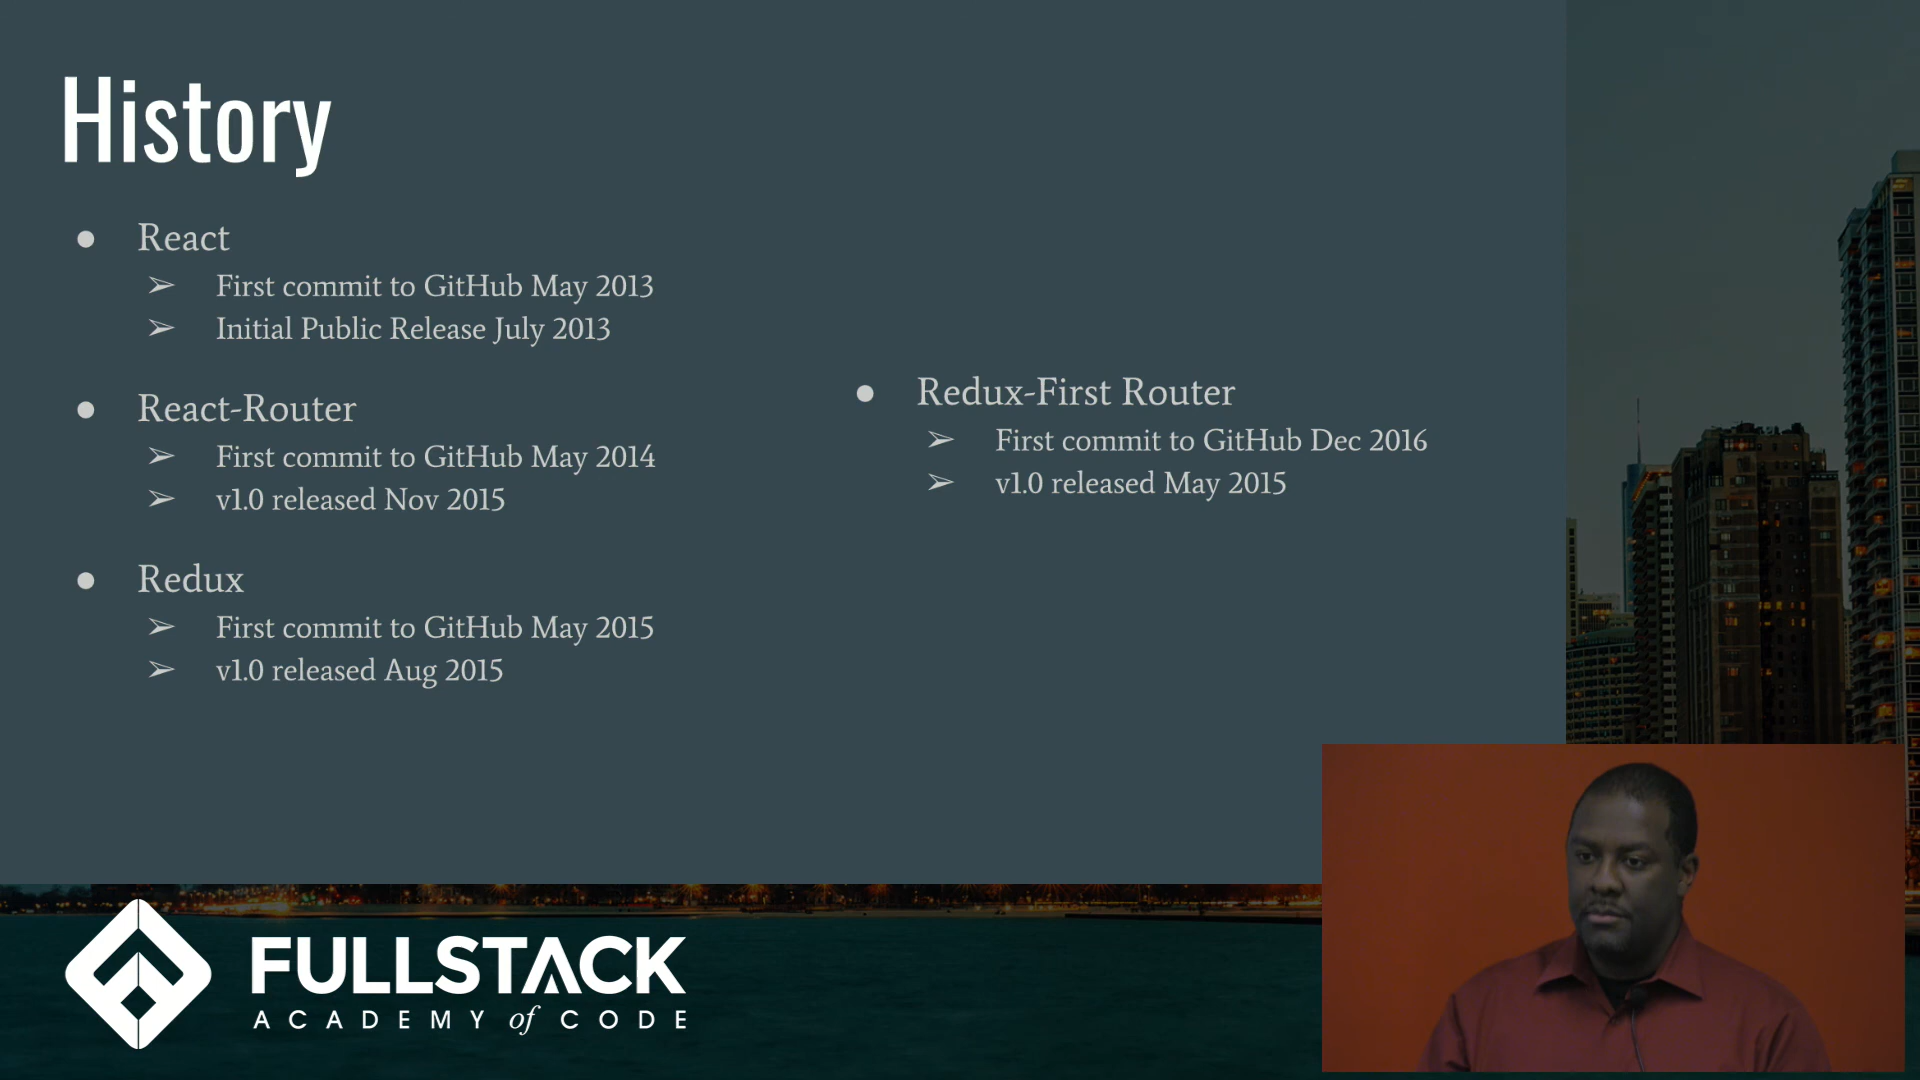 History
● React
➢ First commit to GitHub May 2013
➢ Initial Public Release July 2013
● React-Router
➢ First commit to GitHub May 2014
➢ v1.0 released Nov 2015
● Redux
➢ First commit to GitHub May 2015
➢ v1.0 released Aug 2015
● Redux-First Router
➢ First commit to GitHub Dec 2016
➢ v1.0 released May 2015
FULLSTACK
ACADEMY of CODE